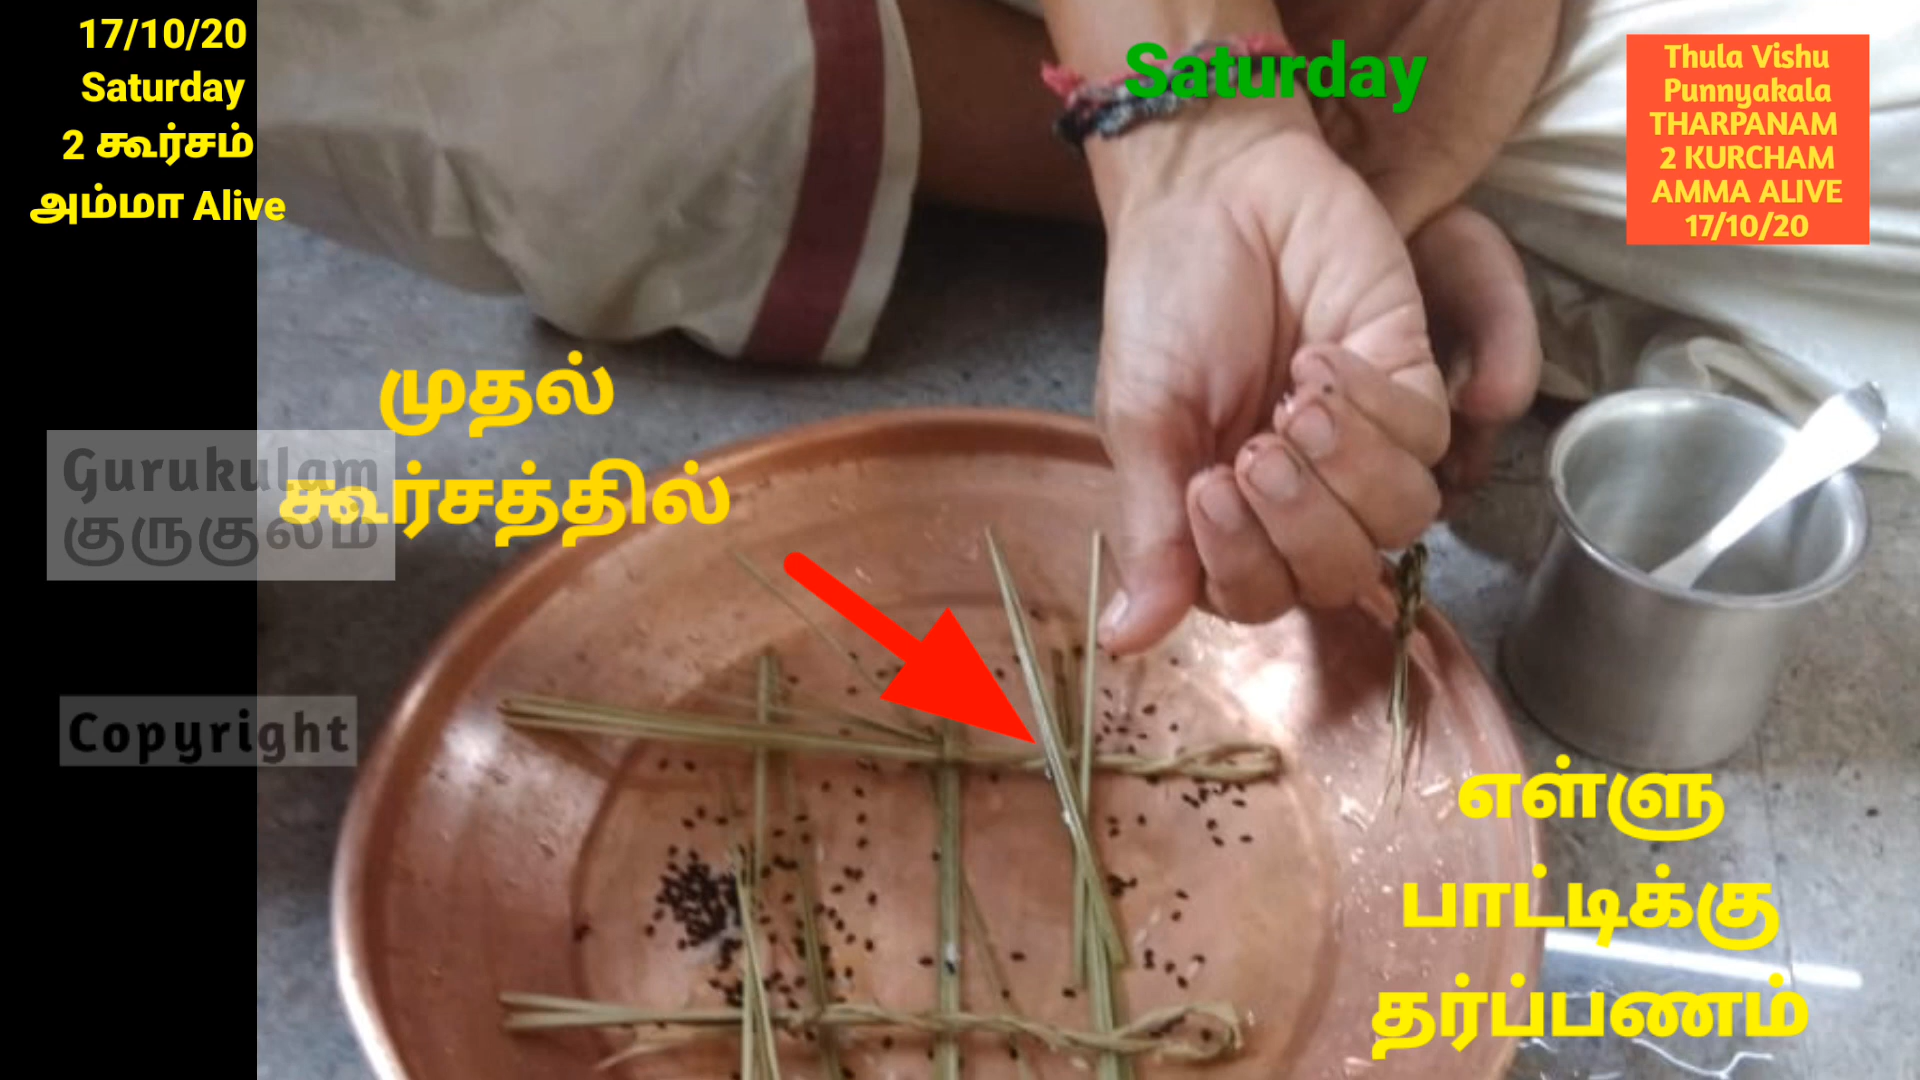 17/10/20
Saturday
2 கூர்சம்
அம்மா Alive
Saturday
Thula Vishu
Punnyakala
THARPANAM
2 KURCHAM
AMMA ALIVE
17/10/20
முதல்
கூர்சத்தில்
Gurukulam
குருகுலம்
Copyright
எள்ளு
பாட்டிக்கு
தர்ப்பணம்